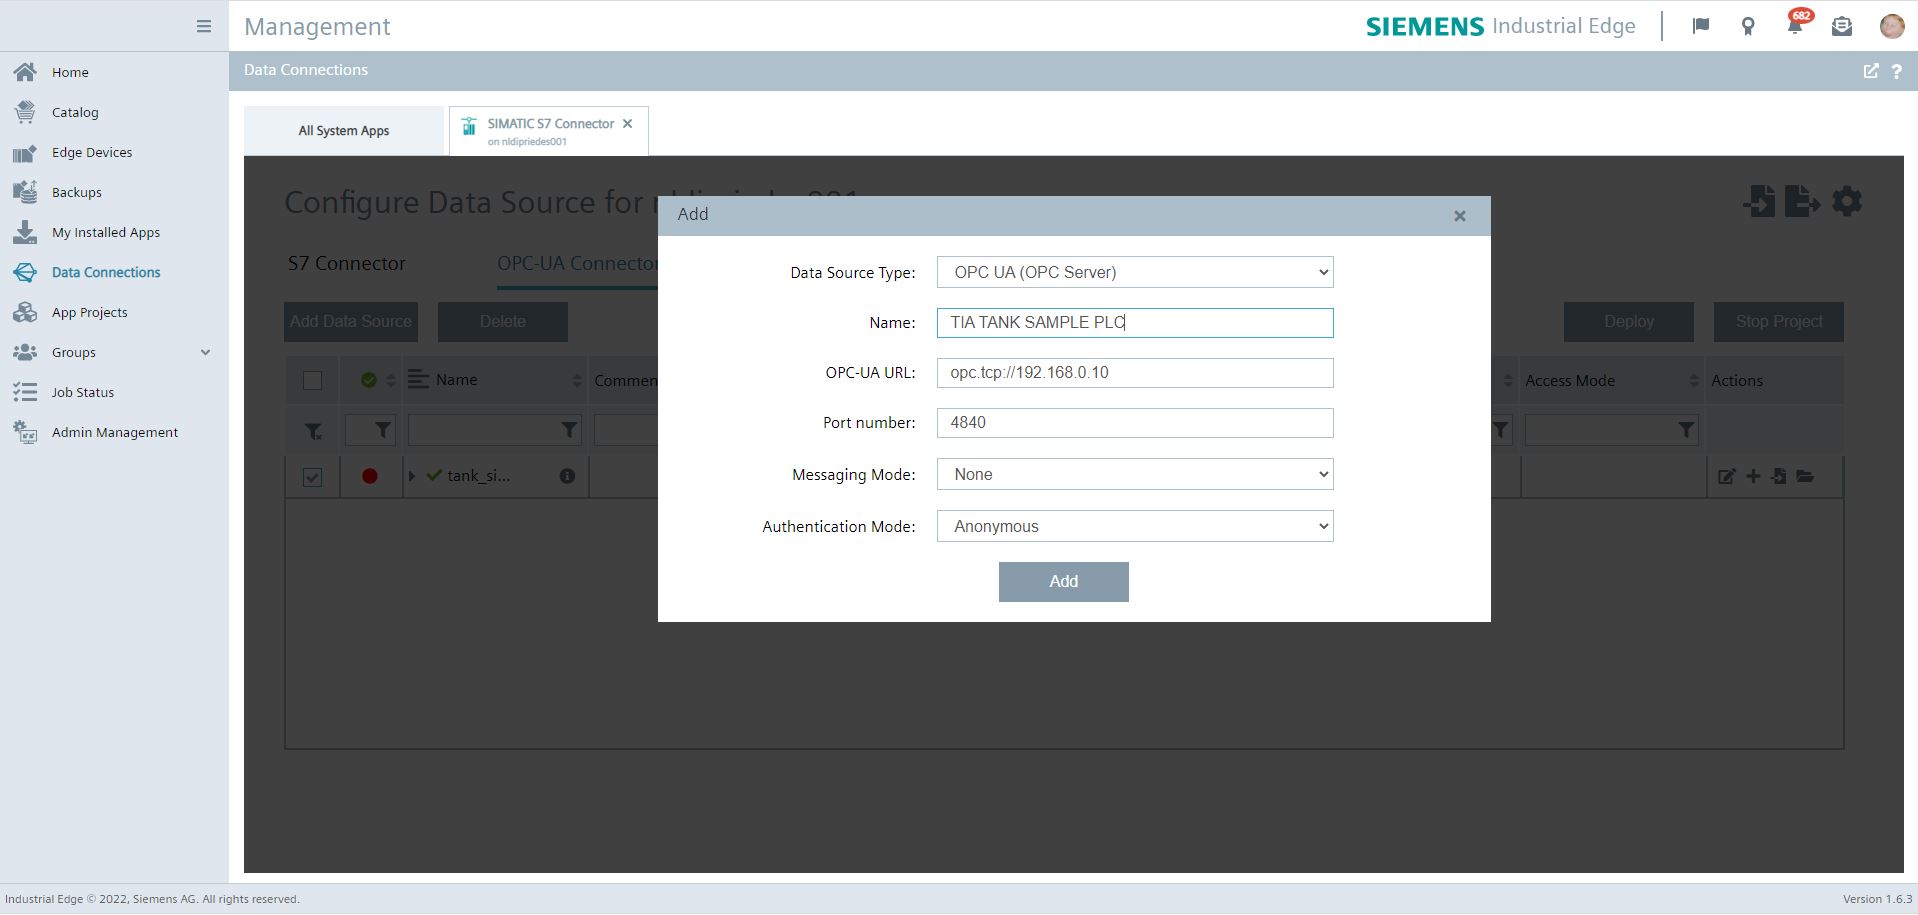 Management
SIEMENS Industrial Edge
682
Home
Catalog
Edge Devices
Backups
My Installed Apps
Data Connections
App Projects
Groups
Job Status
Admin Management
Data Connections
?
All System Apps
SIMATIC S7 Connector
on nldipriedes001
Configure Data Source for
S7 Connector
OPC-UA Connector
Add Data Source
Delete
Deploy
Stop Project
Name
Commen
Access Mode
Actions
tank_si...
Add
Data Source Type:
OPC UA (OPC Server)
Name:
TIA TANK SAMPLE PLC
OPC-UA URL:
opc.tcp://192.168.0.10
Port number:
4840
Messaging Mode:
None
Authentication Mode:
Anonymous
Add
Industrial Edge © 2022, Siemens AG. All rights reserved.
Version 1.6.3